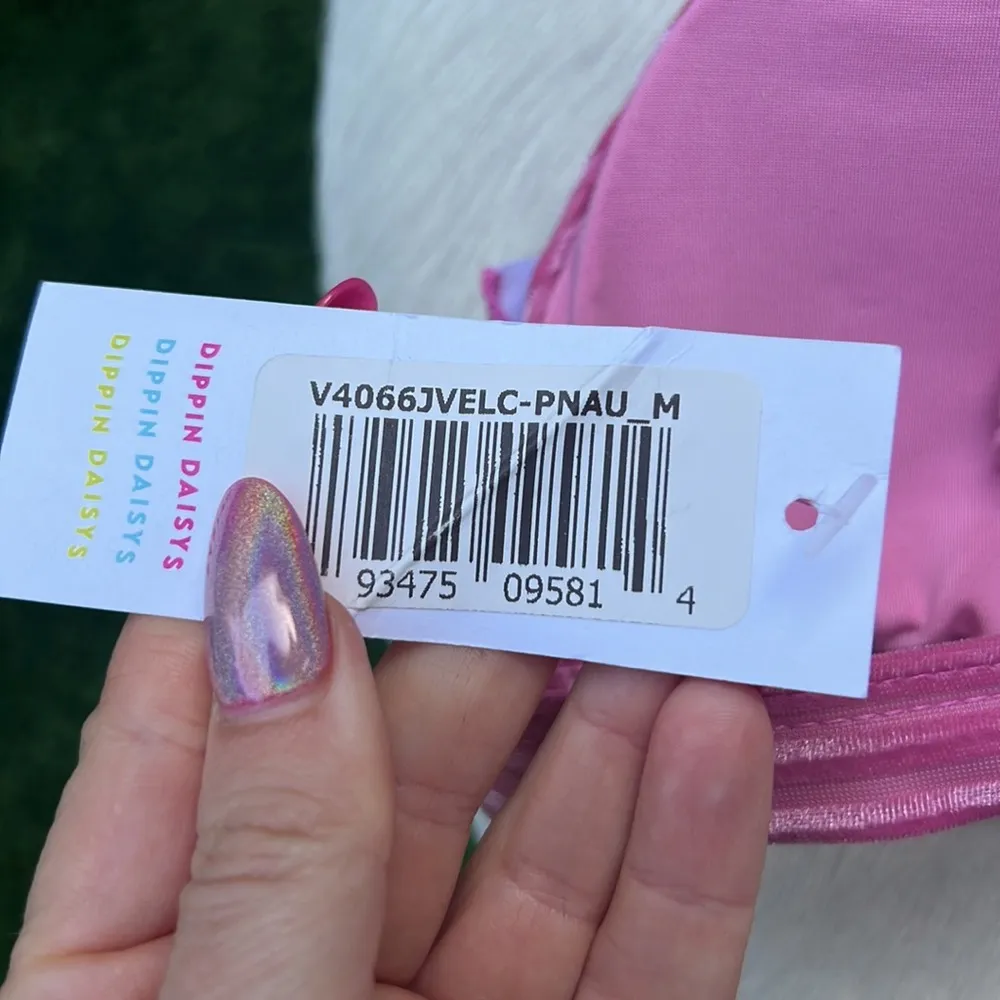 DIPPIN DAISYS
DIPPIN DAISYS
DIPPIN DAISYS
V4066JVELC-PNAU_M
93475 09581 4